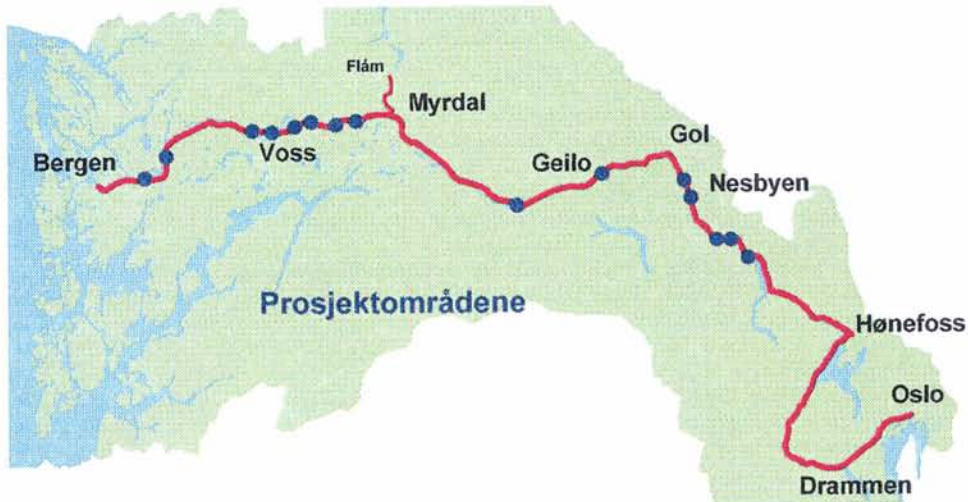 Flåm
Myrdal
Bergen
Voss
Geilo
Gol
Nesbyen
Prosjektområdene
Hønefoss
Oslo
Drammen